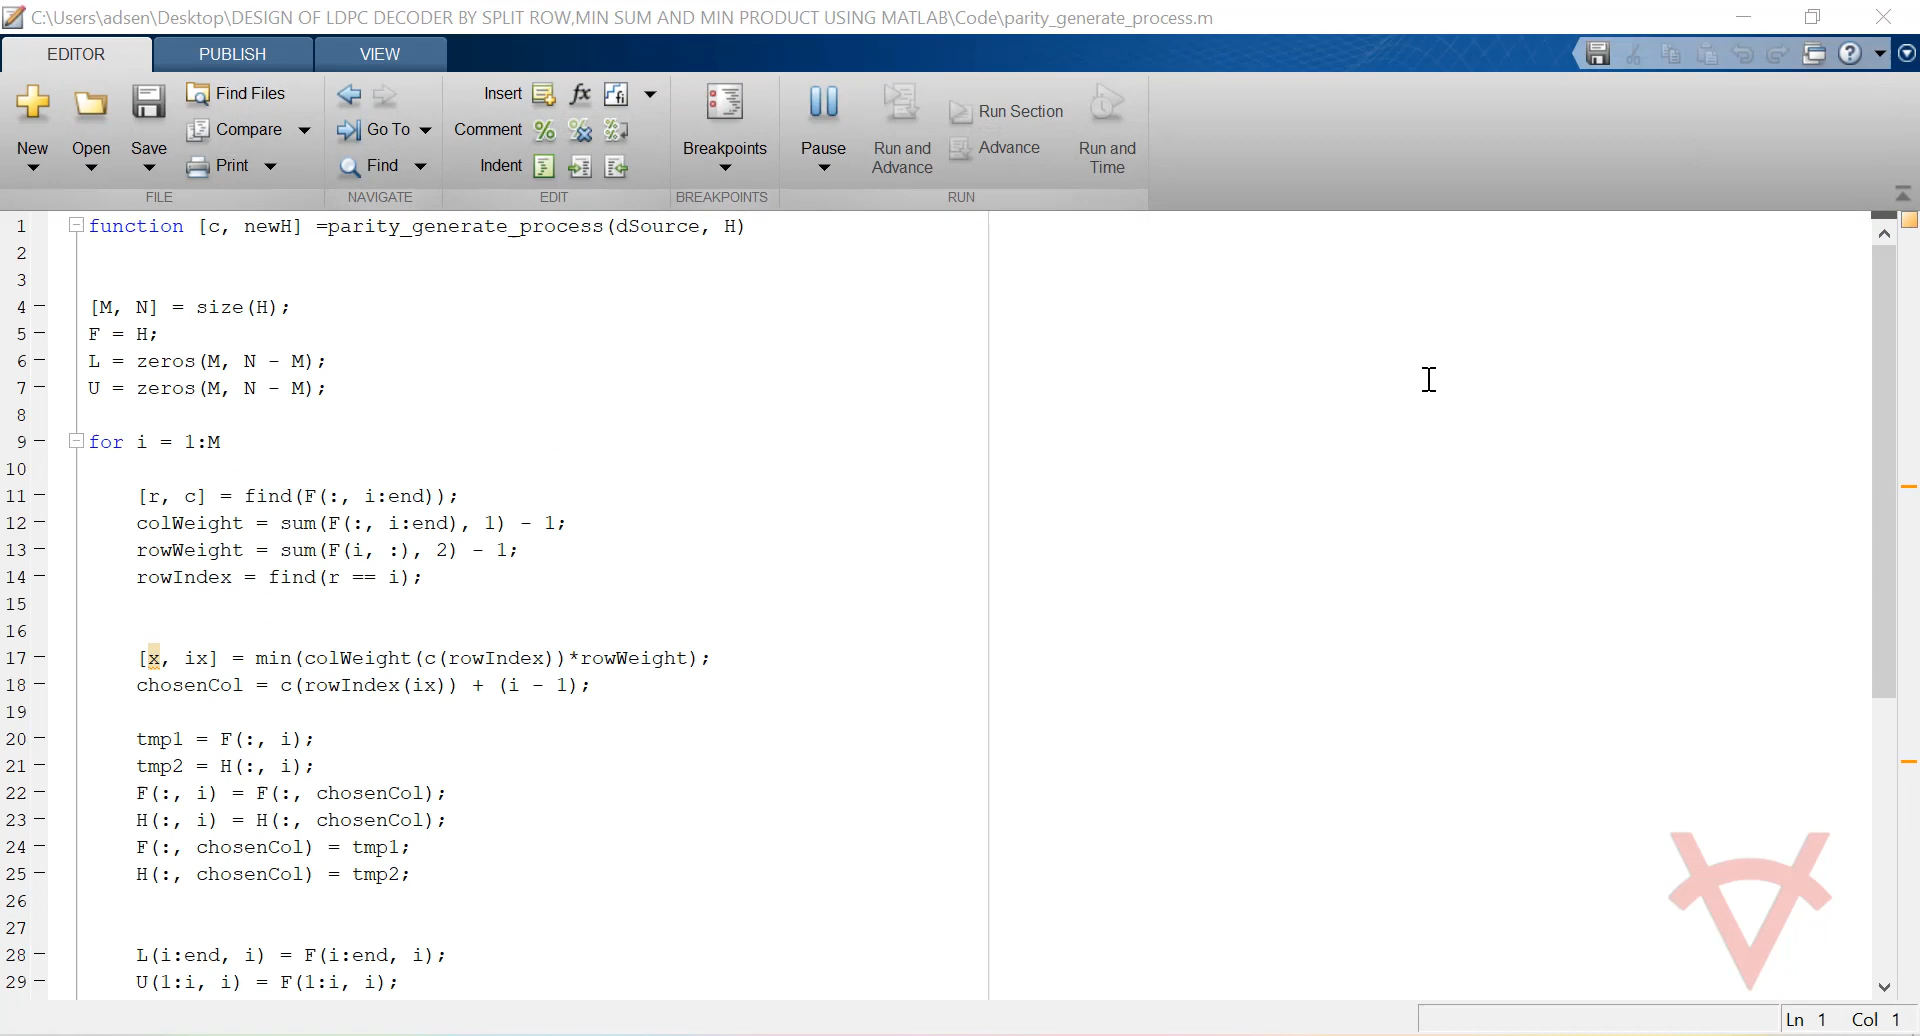 C:\Users\adsen\Desktop\DESIGN OF LDPC DECODER BY SPLIT ROW,MIN SUM AND MIN PRODUCT USING MATLAB\Code\parity_generate_process.m
EDITOR PUBLISH VIEW
New
Open
Save
Find Files
Compare
Print
FILE
Go To
Find
NAVIGATE
Insert fx
Comment
Indent
EDIT
Breakpoints
BREAKPOINTS
Pause
Run and Advance
Run Section
Advance
Run and Time
RUN
1 function [c, newH] =parity_generate_process(dSource, H)
2
3
4 [M, N] = size(H);
5 F = H;
6 L = zeros(M, N - M);
7 U = zeros(M, N - M);
8
9 for i = 1:M
10
11 [r, c] = find(F(:, i:end));
12 colWeight = sum(F(:, i:end), 1) - 1;
13 rowWeight = sum(F(i, :), 2) - 1;
14 rowIndex = find(r == i);
15
16
17 [x, ix] = min(colWeight(c(rowIndex))*rowWeight);
18 chosenCol = c(rowIndex(ix)) + (i - 1);
19
20 tmp1 = F(:, i);
21 tmp2 = H(:, i);
22 F(:, i) = F(:, chosenCol);
23 H(:, i) = H(:, chosenCol);
24 F(:, chosenCol) = tmp1;
25 H(:, chosenCol) = tmp2;
26
27
28 L(i:end, i) = F(i:end, i);
29 U(1:i, i) = F(1:i, i);
Ln 1 Col 1